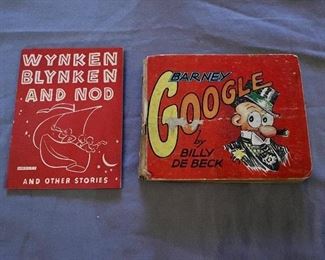 WYNKEN
BLYNKEN
AND NOD
AND OTHER STORIES
BARNEY
GOOGLE
by
BILLY
DE BECK